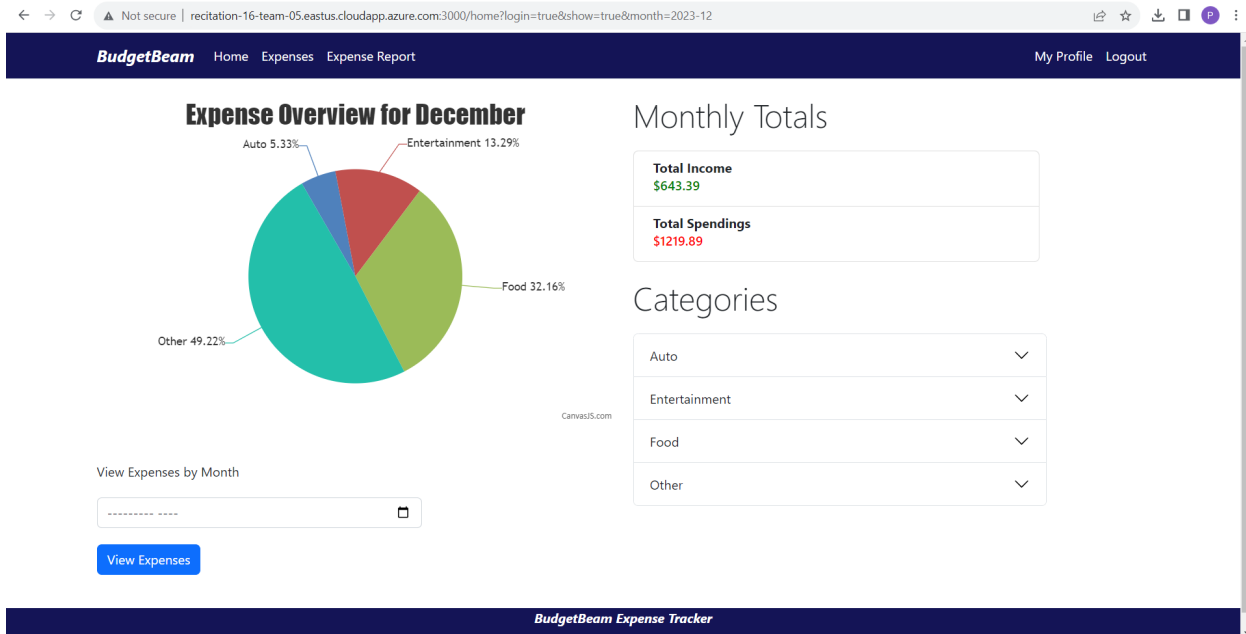 Not secure | recitation-16-team-05.eastus.cloudapp.azure.com:3000/home?login=true&show=true&month=2023-12
P
BudgetBeam Home Expenses Expense Report My Profile Logout
Expense Overview for December
Auto 5.33%
Entertainment 13.29%
Food 32.16%
Other 49.22%
CanvasJS.com
View Expenses by Month
--------- ----
View Expenses
Monthly Totals
Total Income
$643.39
Total Spendings
$1219.89
Categories
Auto
Entertainment
Food
Other
BudgetBeam Expense Tracker